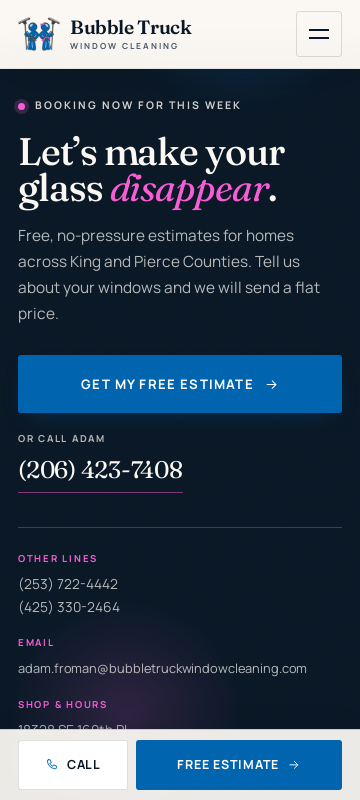 Bubble Truck
WINDOW CLEANING
BOOKING NOW FOR THIS WEEK
Let's make your
glass disappear.
Free, no-pressure estimates for homes
across King and Pierce Counties. Tell us
about your windows and we will send a flat
price.
GET MY FREE ESTIMATE →
OR CALL ADAM
(206) 423-7408
OTHER LINES
(253) 722-4442
(425) 330-2464
EMAIL
adam.froman@bubbletruckwindowcleaning.com
SHOP & HOURS
CALL
FREE ESTIMATE →